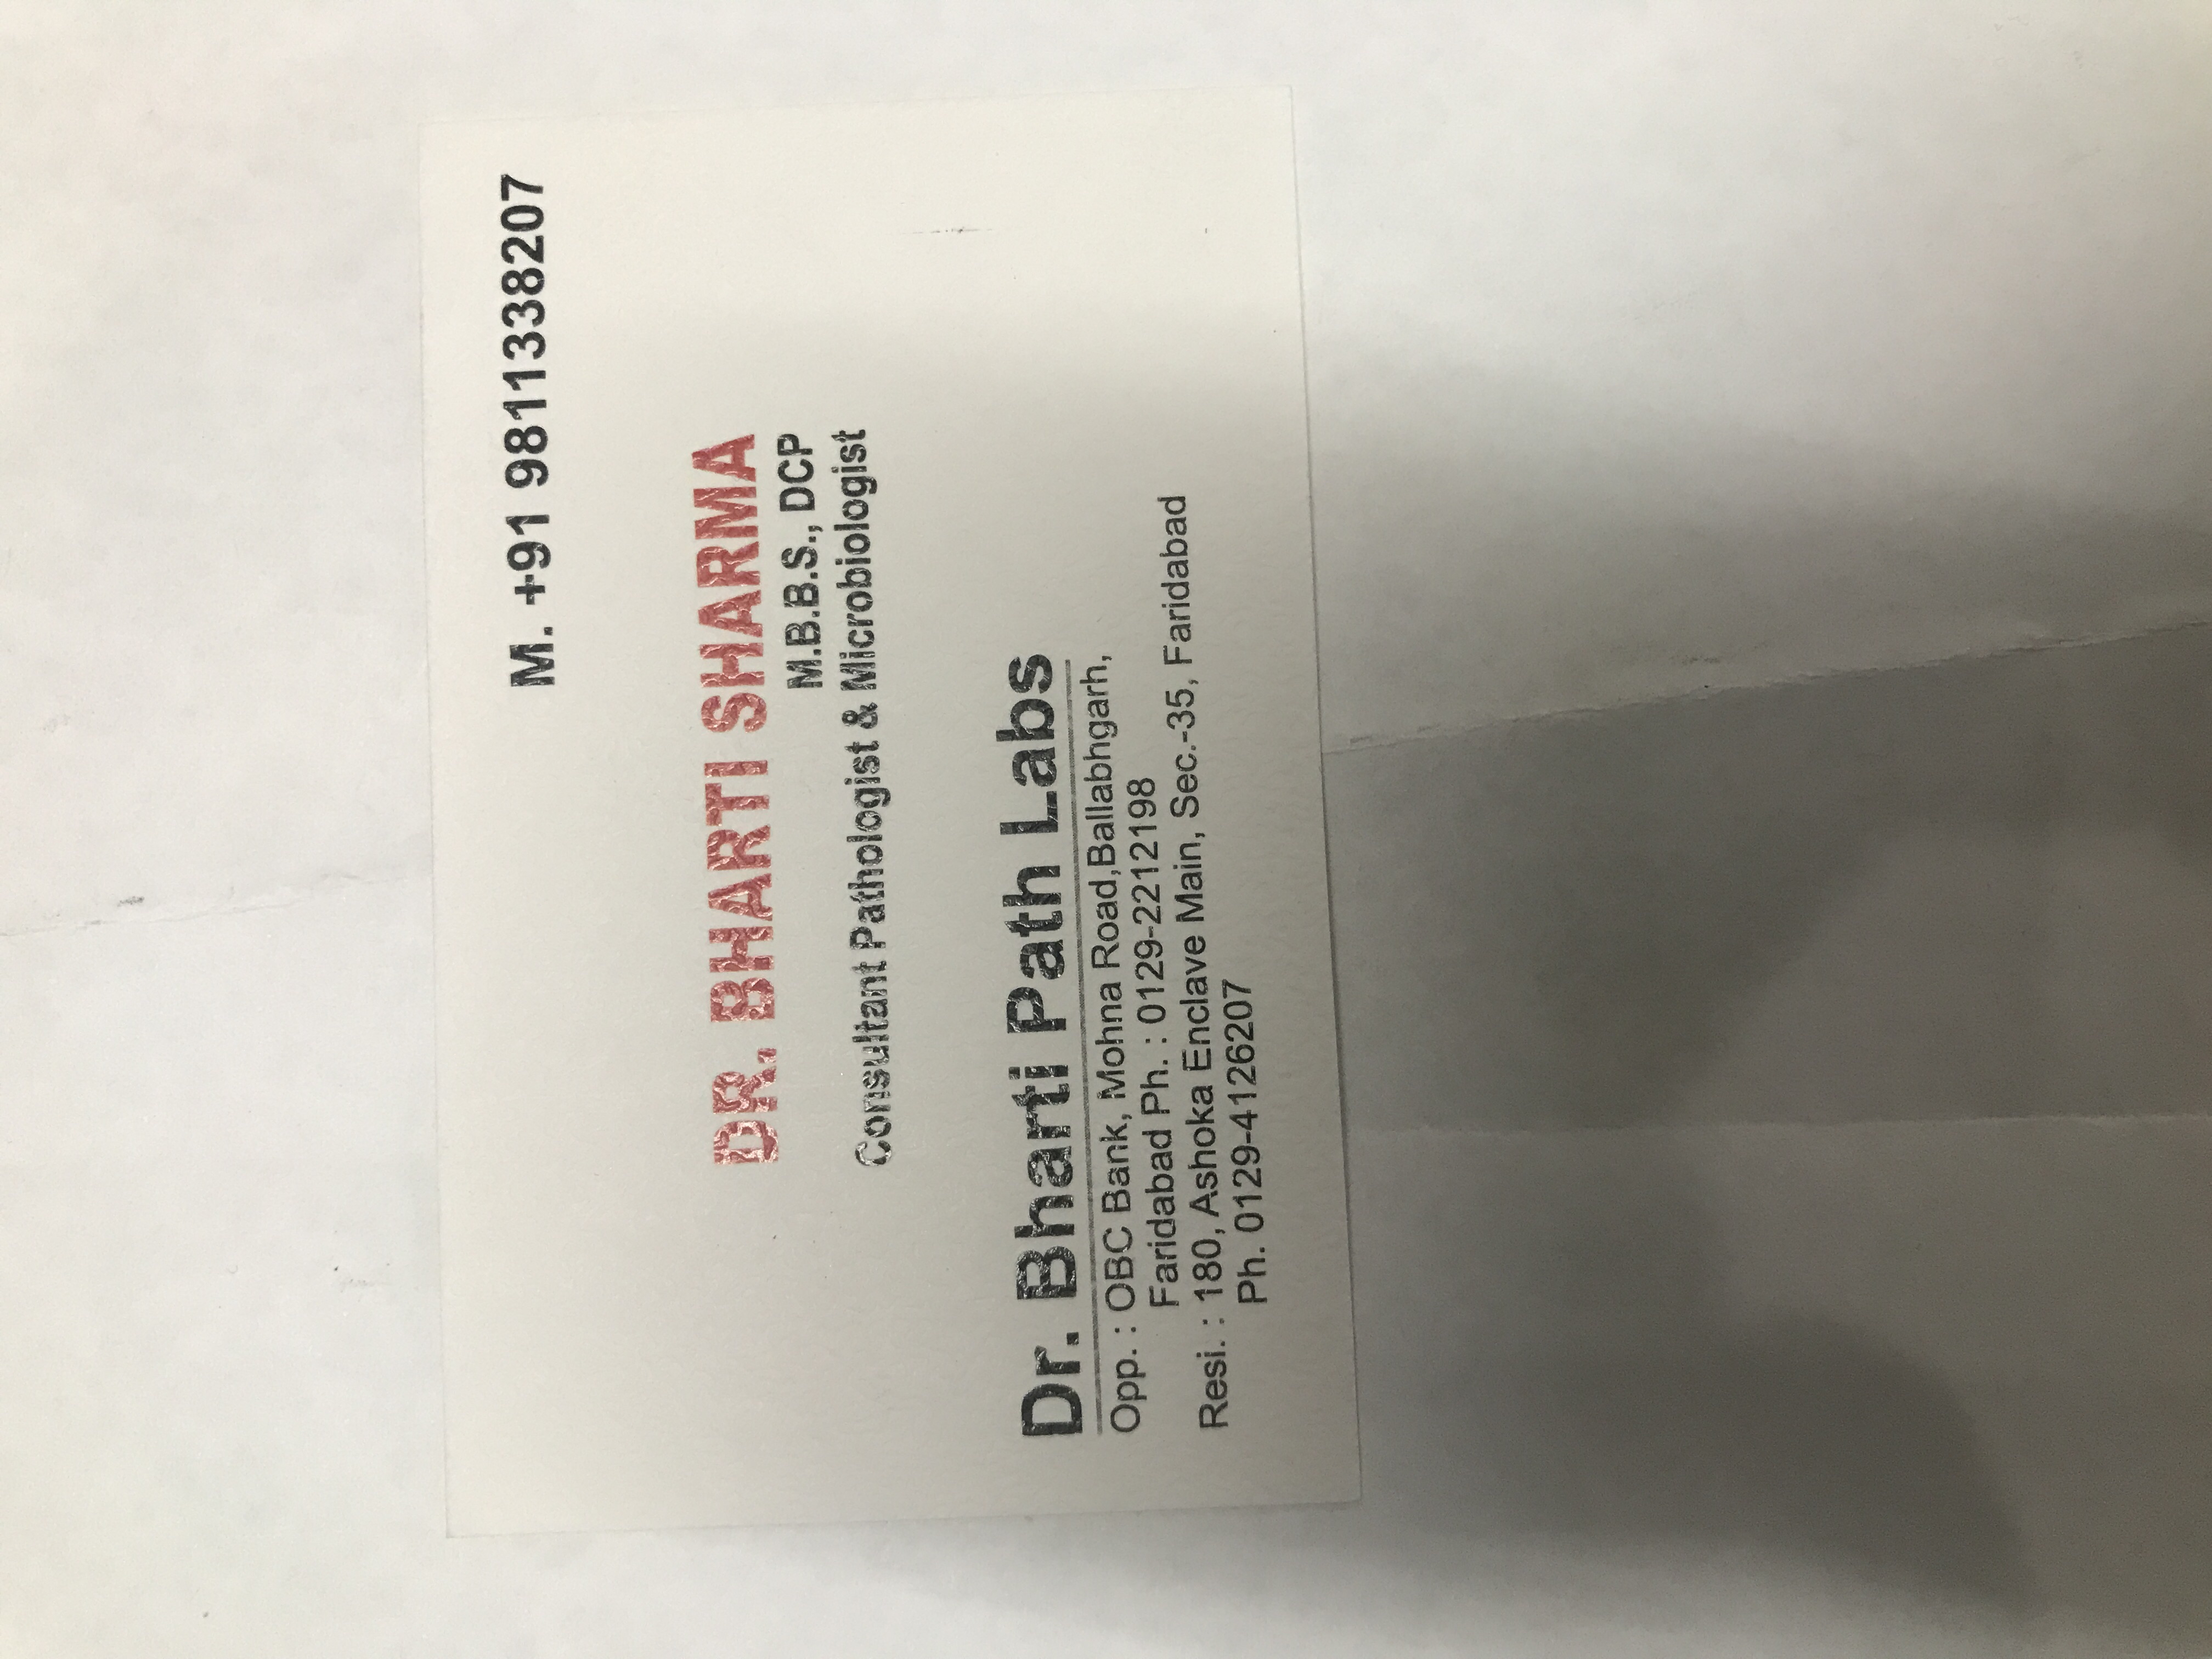 M. +91 9811338207
DR. BHARTI SHARMA
M.B.B.S., DCP
Consultant Pathologist & Microbiologist
Dr. Bharti Path Labs
Opp. : OBC Bank, Mohna Road,Ballabhgarh,
Faridabad Ph. : 0129-2212198
Resi. : 180, Ashoka Enclave Main, Sec.-35, Faridabad
Ph. 0129-4126207